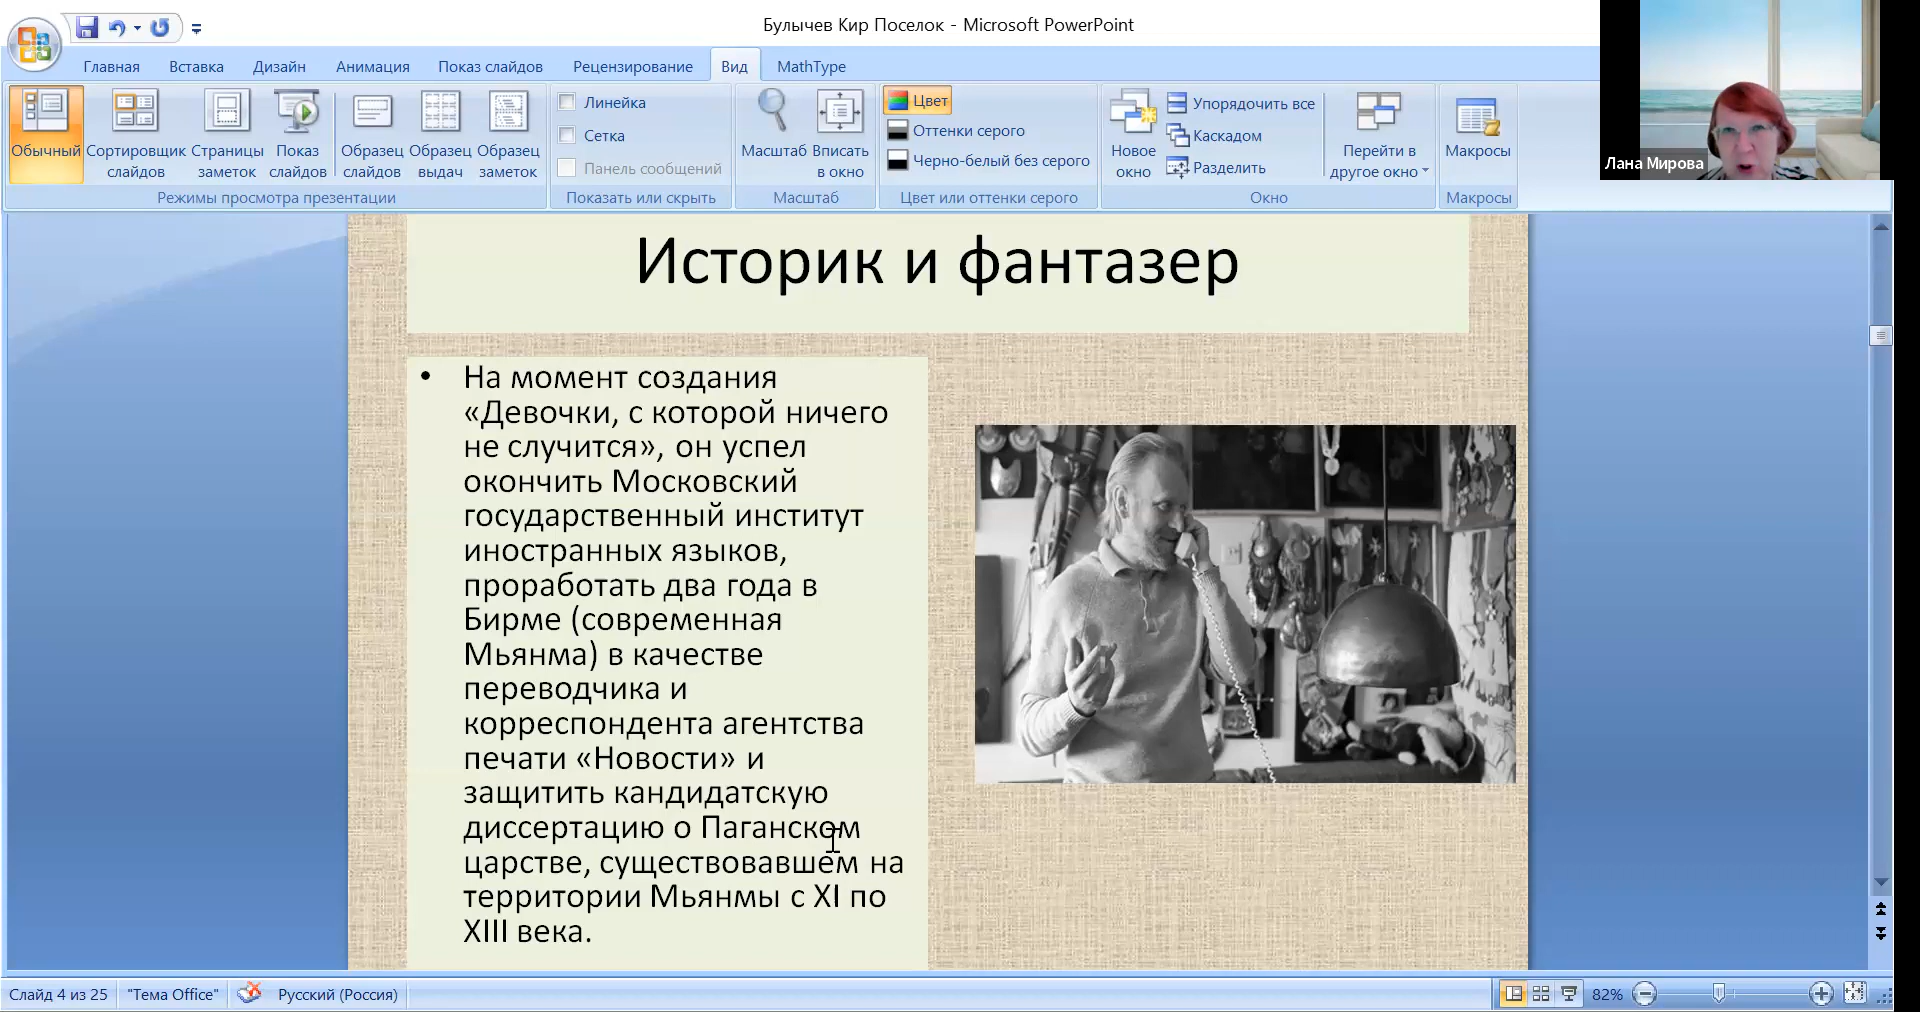 Булычев Кир Поселок - Microsoft PowerPoint
Главная
Вставка
Дизайн
Анимация
Показ слайдов
Рецензирование
Вид
MathType
Обычный
Сортировщик
слайдов
Страницы
заметок
Показ
слайдов
Образец
слайдов
Образец
выдач
Образец
заметок
Режимы просмотра презентации
Линейка
Сетка
Панель сообщений
Показать или скрыть
Масштаб
Вписать
в окно
Масштаб
Цвет
Оттенки серого
Черно-белый без серого
Цвет или оттенки серого
Новое
окно
Упорядочить все
Каскадом
Разделить
Перейти в
другое окно
Окно
Макросы
Макросы
Лана Мирова
Историк и фантазер
• На момент создания
«Девочки, с которой ничего
не случится», он успел
окончить Московский
государственный институт
иностранных языков,
проработать два года в
Бирме (современная
Мьянма) в качестве
переводчика и
корреспондента агентства
печати «Новости» и
защитить кандидатскую
диссертацию о Паганском
царстве, существовавшем на
территории Мьянмы с XI по
XIII века.
Слайд 4 из 25
"Тема Office"
Русский (Россия)
82%